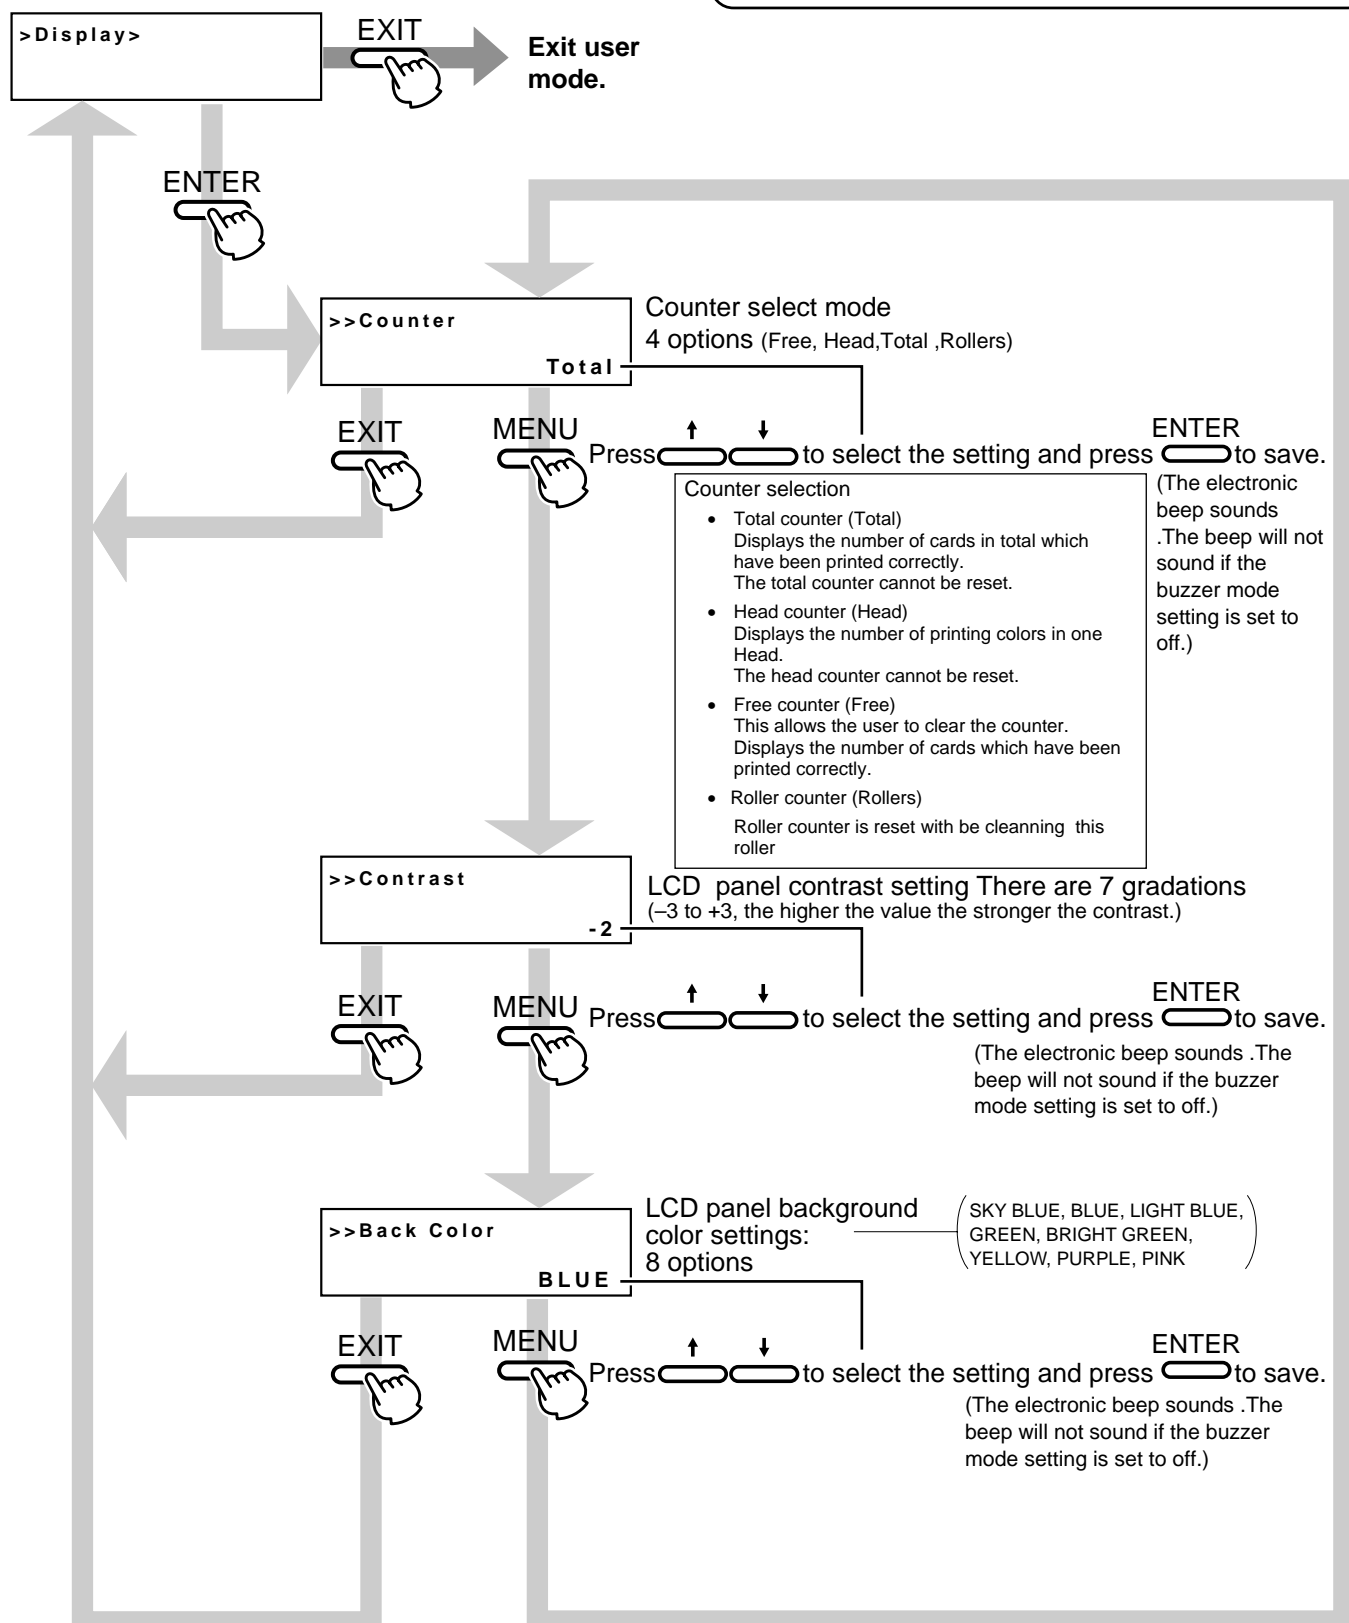 >Display>
EXIT
Exit user
mode.
ENTER
>>Counter
Total
Counter select mode
4 options (Free, Head,Total ,Rollers)
EXIT
MENU
Press to select the setting and press ENTER to save.
(The electronic
beep sounds
.The beep will not
sound if the
buzzer mode
setting is set to
off.)
Counter selection
• Total counter (Total)
Displays the number of cards in total which
have been printed correctly.
The total counter cannot be reset.
• Head counter (Head)
Displays the number of printing colors in one
Head.
The head counter cannot be reset.
• Free counter (Free)
This allows the user to clear the counter.
Displays the number of cards which have been
printed correctly.
• Roller counter (Rollers)
Roller counter is reset with be cleanning this
roller
>>Contrast
-2
LCD panel contrast setting There are 7 gradations
(–3 to +3, the higher the value the stronger the contrast.)
EXIT
MENU
Press to select the setting and press ENTER to save.
(The electronic beep sounds .The
beep will not sound if the buzzer
mode setting is set to off.)
>>Back Color
BLUE
LCD panel background
color settings:
8 options
SKY BLUE, BLUE, LIGHT BLUE,
GREEN, BRIGHT GREEN,
YELLOW, PURPLE, PINK
EXIT
MENU
Press to select the setting and press ENTER to save.
(The electronic beep sounds .The
beep will not sound if the buzzer
mode setting is set to off.)